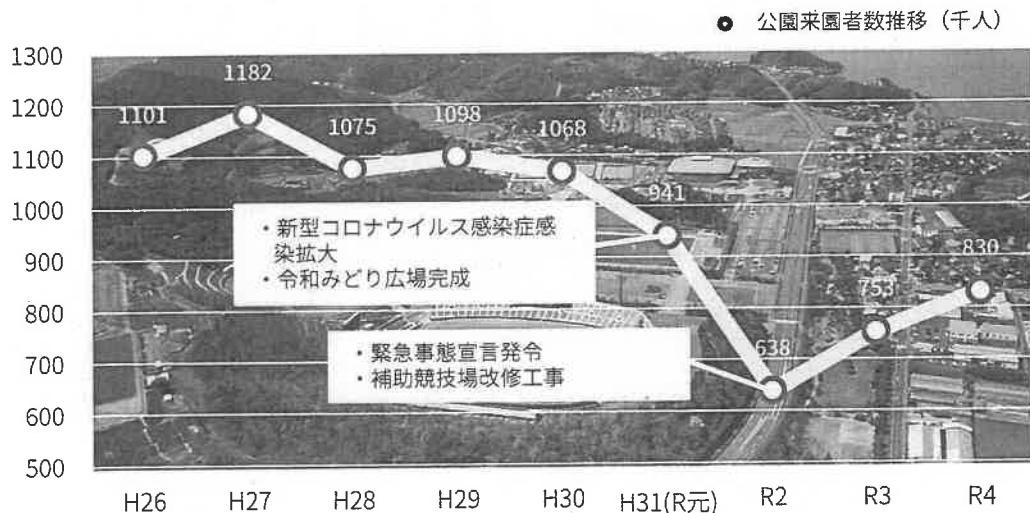 公園来園者数推移（千人）
1300
1200
1100
1000
900
800
700
600
500
1101
1182
1075
1098
1068
941
638
753
830
・新型コロナウイルス感染症感
染拡大
・令和みどり広場完成
・緊急事態宣言発令
・補助競技場改修工事
H26 H27 H28 H29 H30 H31(R元) R2 R3 R4